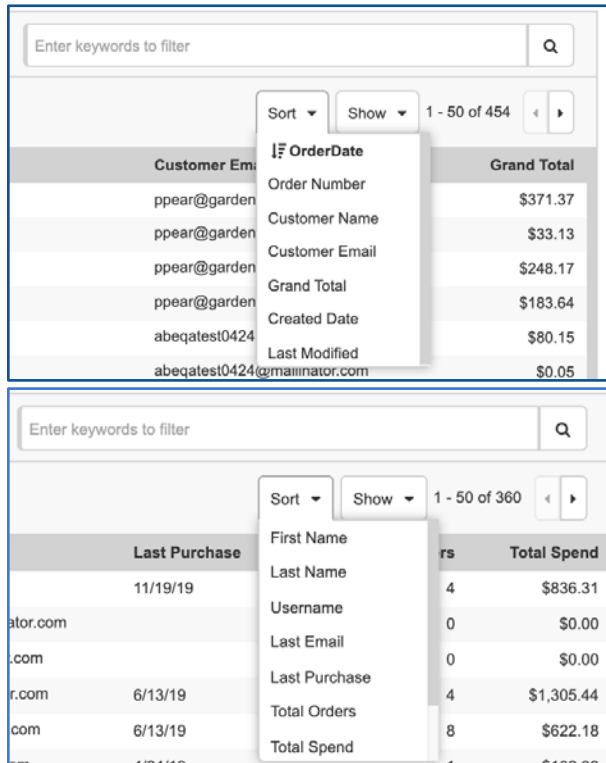 Enter keywords to filter
Sort Show 1 - 50 of 454
OrderDate
Customer Ema Grand Total
Order Number
ppear@garden $371.37
Customer Name
ppear@garden $33.13
Customer Email
ppear@garden $248.17
Grand Total
ppear@garden $183.64
Created Date
abeqatest0424 $80.15
Last Modified
abeqatest0424@mailinator.com $0.05
Enter keywords to filter
Sort Show 1 - 50 of 360
First Name
Last Purchase rs Total Spend
Last Name
11/19/19 4 $836.31
Username
ator.com 0 $0.00
Last Email
.com 0 $0.00
Last Purchase
r.com 6/13/19 4 $1,305.44
Total Orders
com 6/13/19 8 $622.18
Total Spend